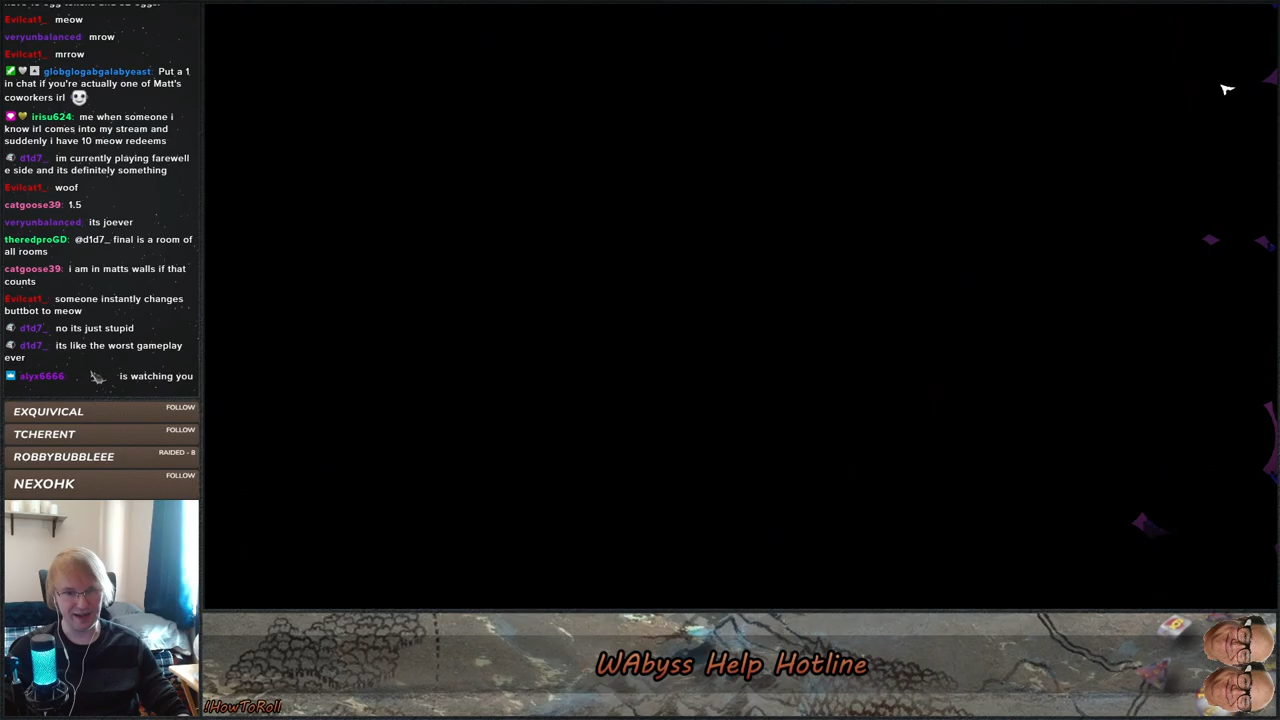 Evilcat1_ meow
veryunbalanced mrow
Evilcat1_ mrrow
globglogabgalabyeast: Put a 1
in chat if you're actually one of Matt's
coworkers irl
irisu624: me when someone i
know irl comes into my stream and
suddenly i have 10 meow redeems
d1d7_ im currently playing farewell
e side and its definitely something
Evilcat1_ woof
catgoose39: 1.5
veryunbalanced its joever
theredproGD: @d1d7_ final is a room of
all rooms
catgoose39: i am in matts walls if that
counts
Evilcat1_ someone instantly changes
buttbot to meow
d1d7_ no its just stupid
d1d7_ its like the worst gameplay
ever
alyx6666 is watching you
EXQUIVICAL FOLLOW
TCHERENT FOLLOW
ROBBYBUBBLEEE RAIDED - 8
NEXOHK FOLLOW
WAbyss Help Hotline
!HowToRoll